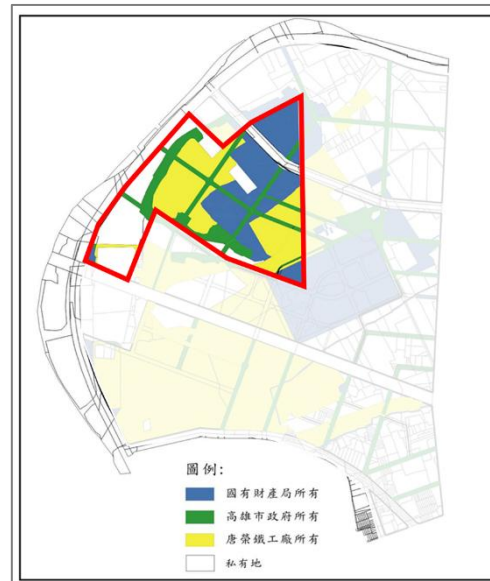 圖例:
國有財產局所有
高雄市政府所有
唐榮鐵工廠所有
私有地